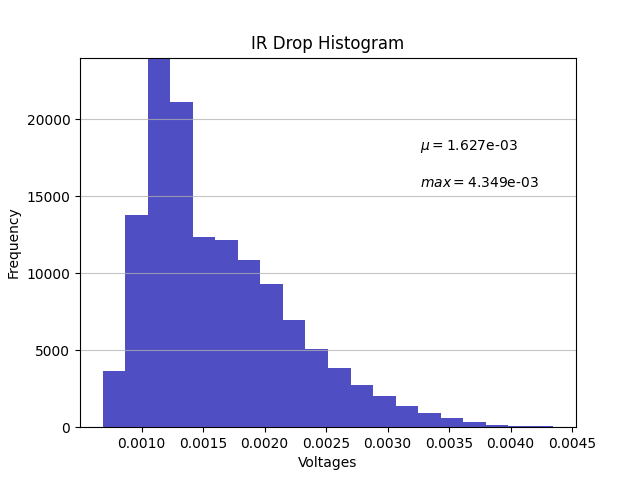 IR Drop Histogram
20000
15000
10000
5000
0
Frequency
μ = 1.627e-03
max = 4.349e-03
0.0010 0.0015 0.0020 0.0025 0.0030 0.0035 0.0040 0.0045
Voltages